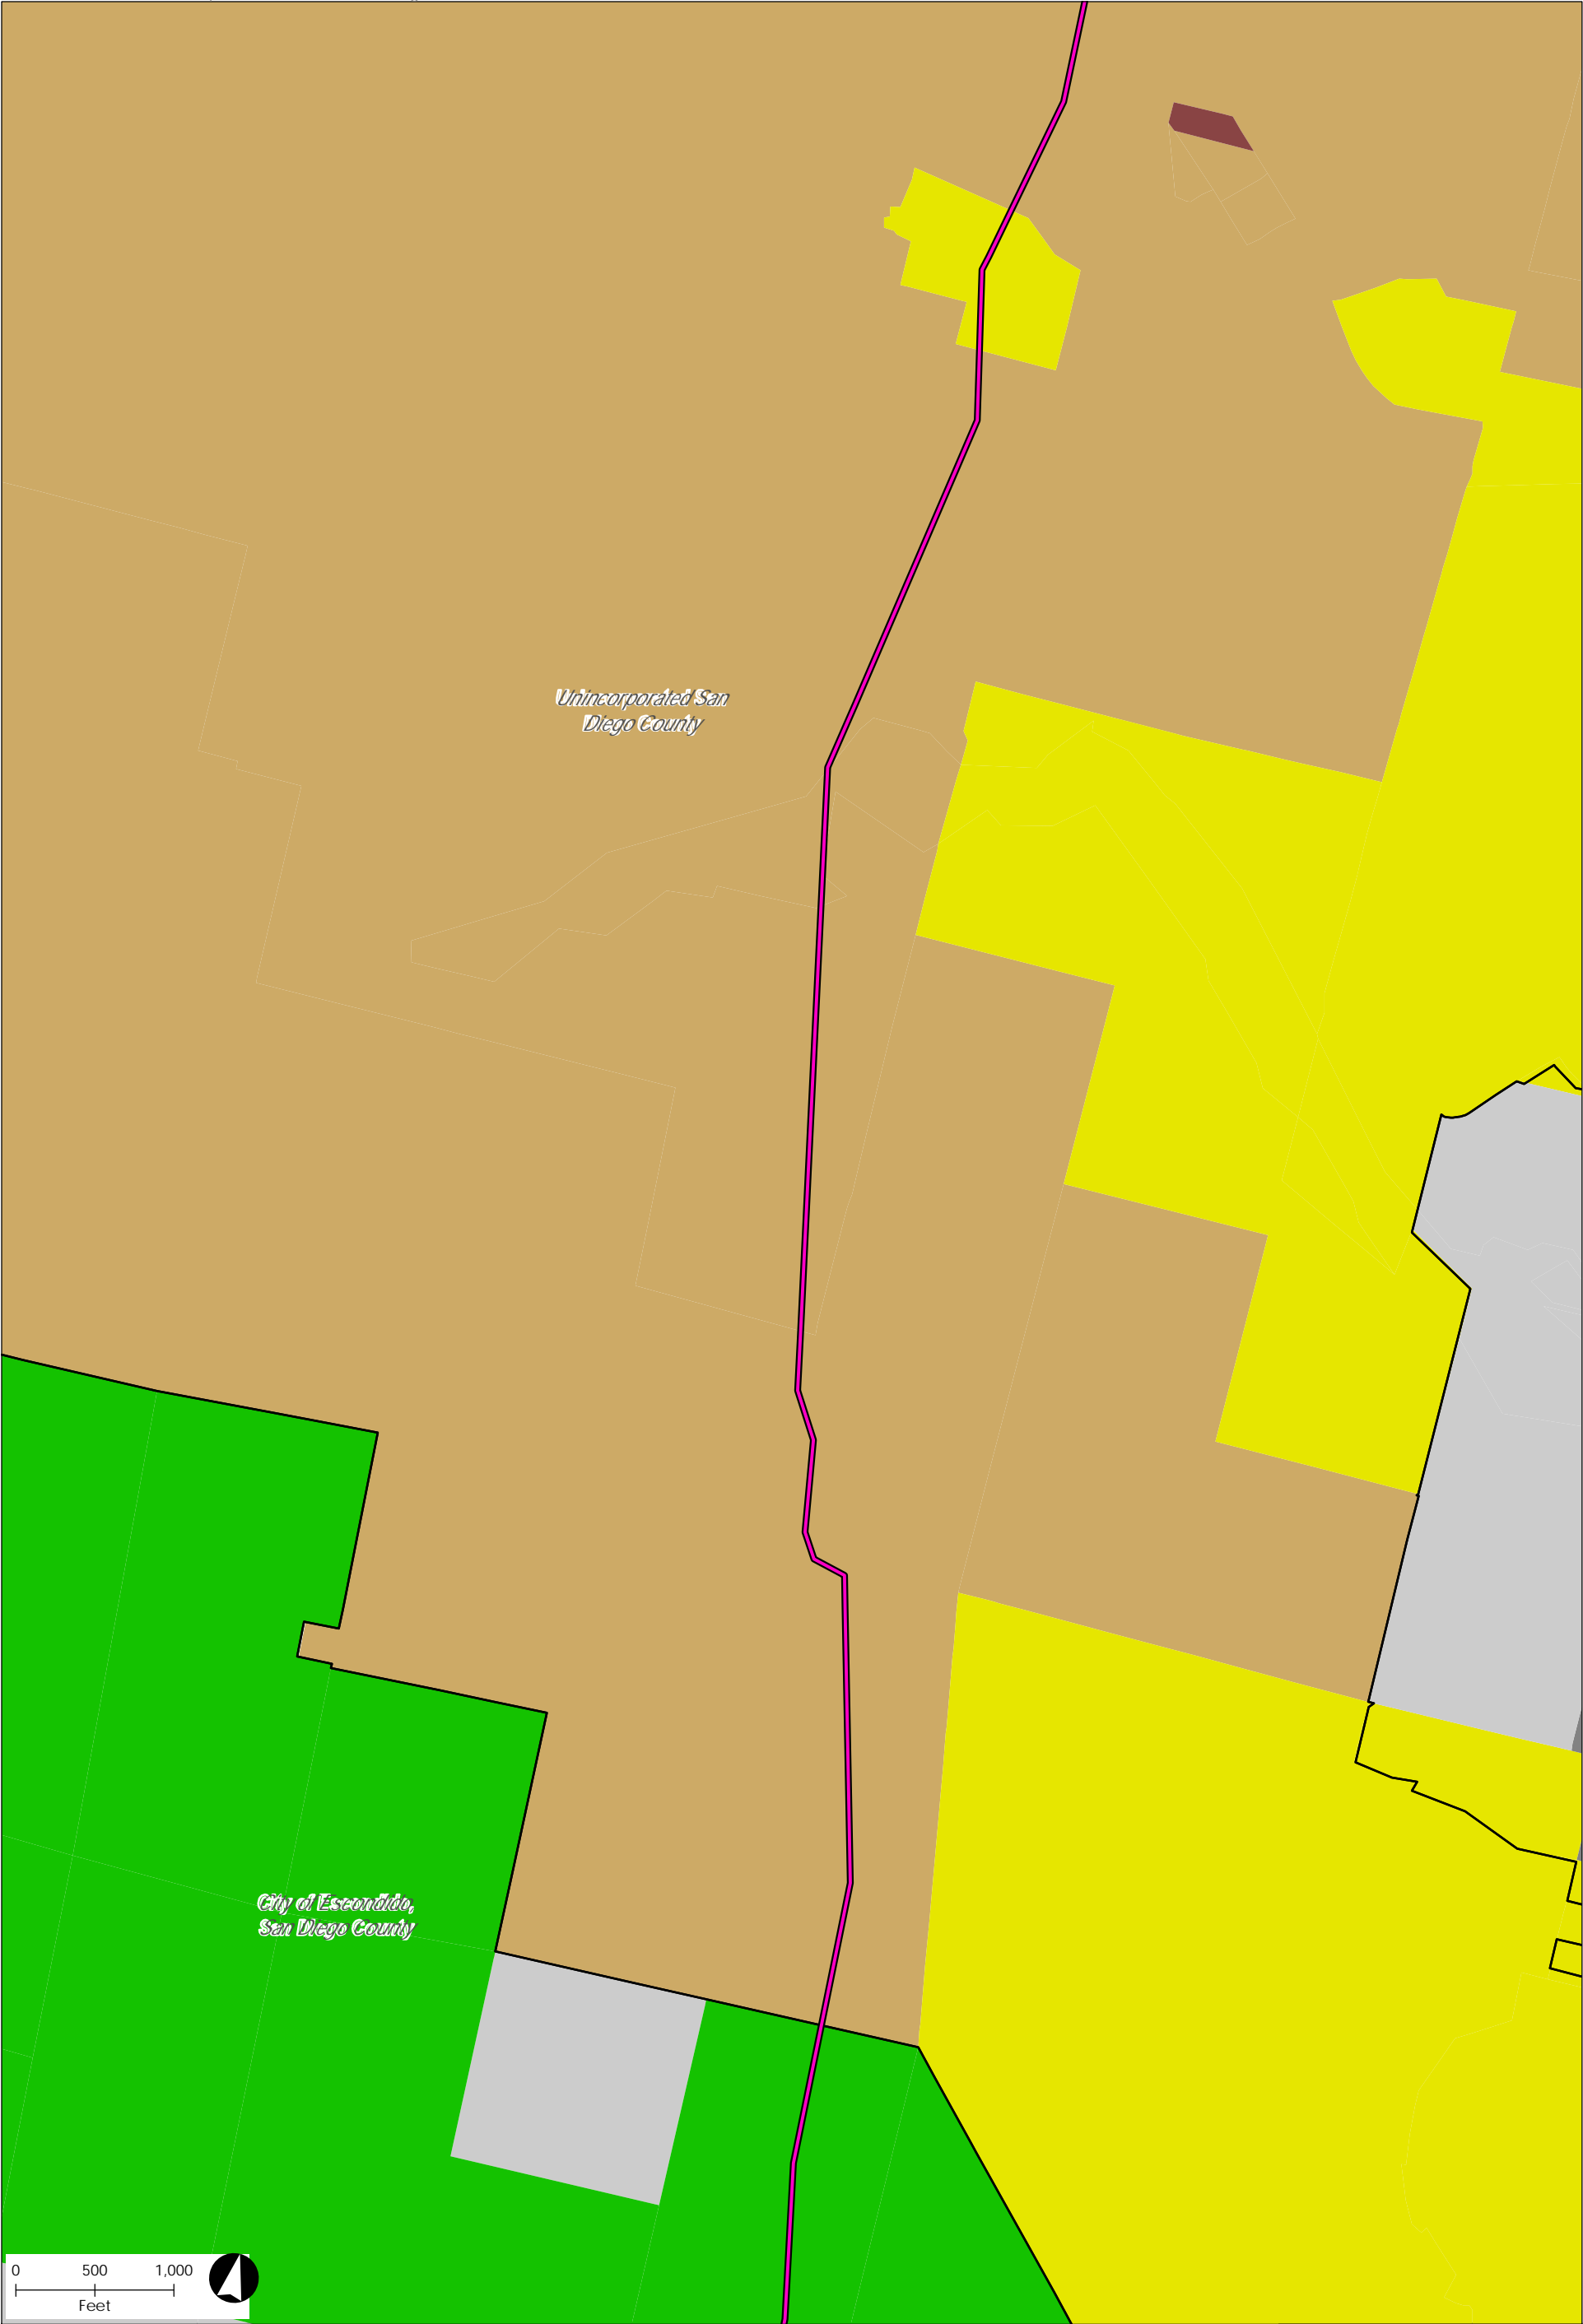 Unincorporated San
Diego County
City of Escondido,
San Diego County
0 500 1,000
Feet